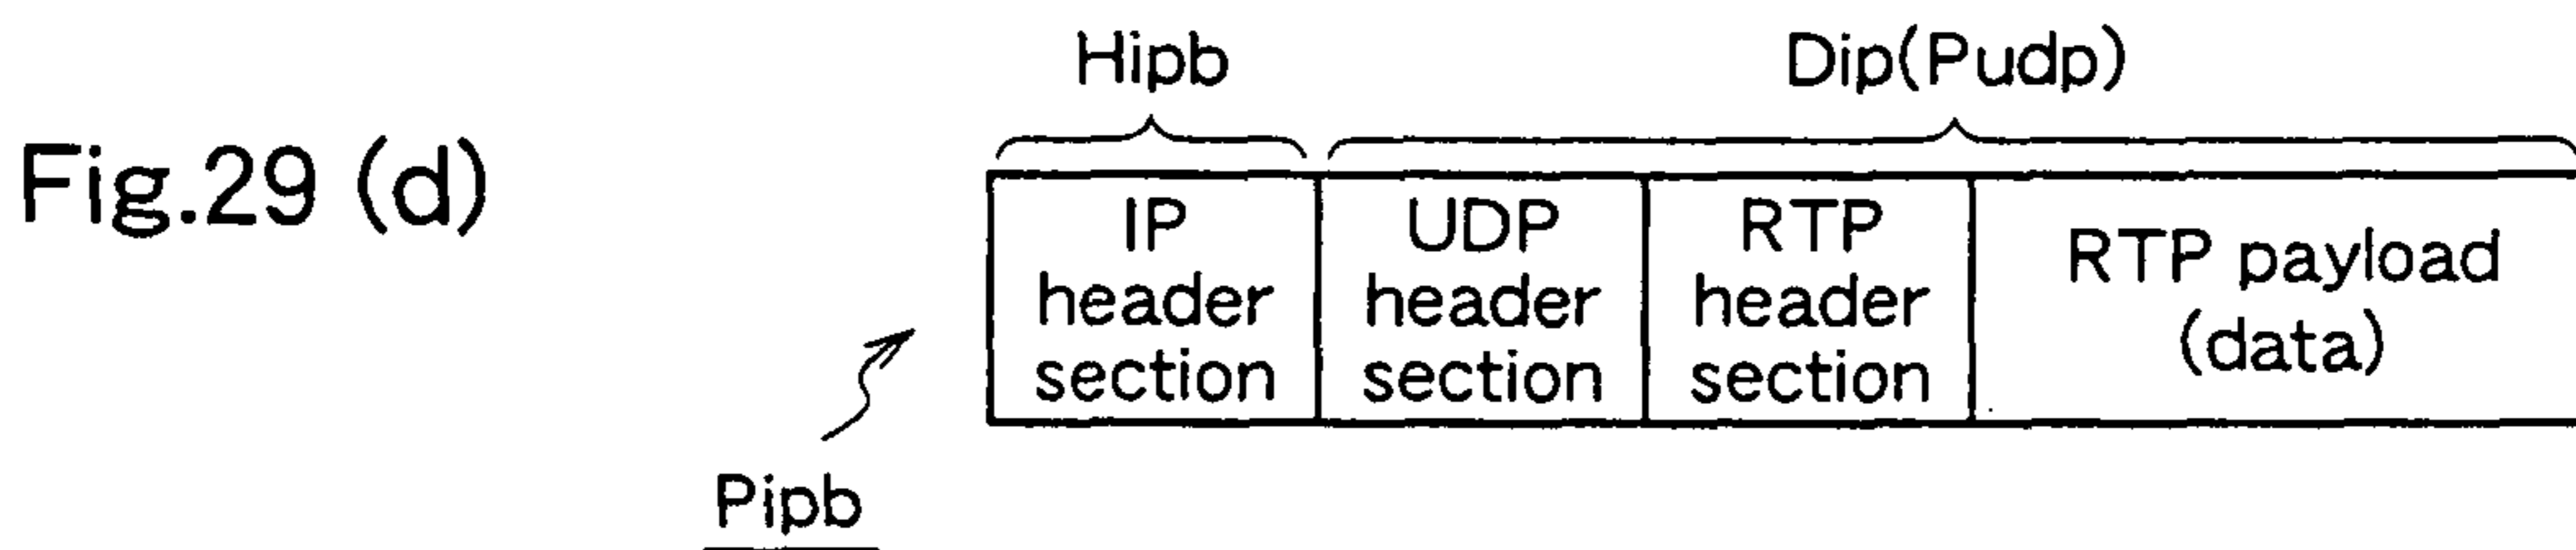 Fig.29 (d)
Hipb
Dip(Pudp)
IP header section
UDP header section
RTP header section
RTP payload (data)
Pipb